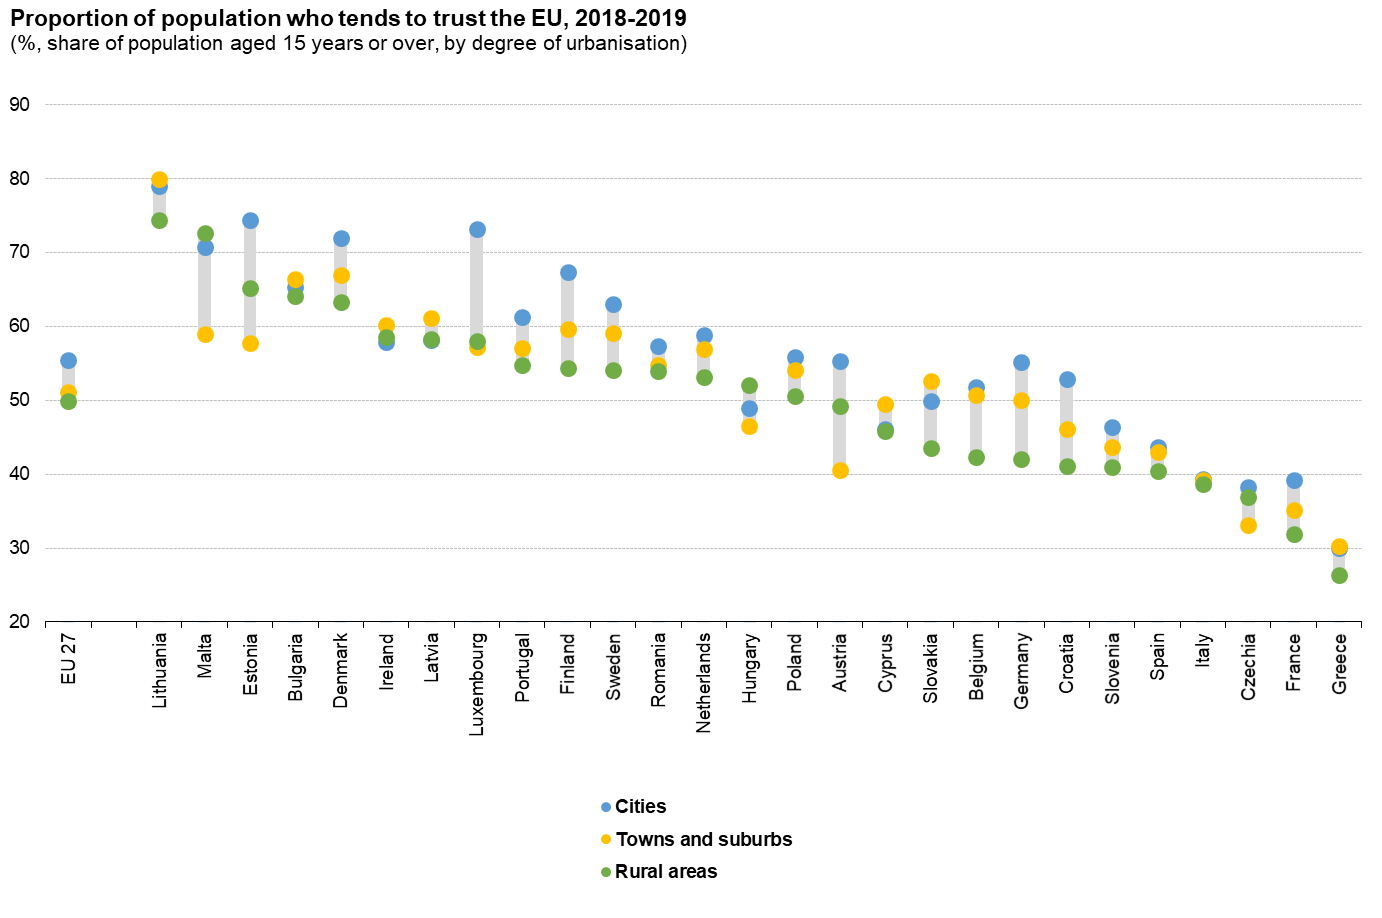 Proportion of population who tends to trust the EU, 2018-2019
(%, share of population aged 15 years or over, by degree of urbanisation)
90
80
70
60
50
40
30
20
EU 27
Lithuania
Malta
Estonia
Bulgaria
Denmark
Ireland
Latvia
Luxembourg
Portugal
Finland
Sweden
Romania
Netherlands
Hungary
Poland
Austria
Cyprus
Slovakia
Belgium
Germany
Croatia
Slovenia
Spain
Italy
Czechia
France
Greece
Cities
Towns and suburbs
Rural areas